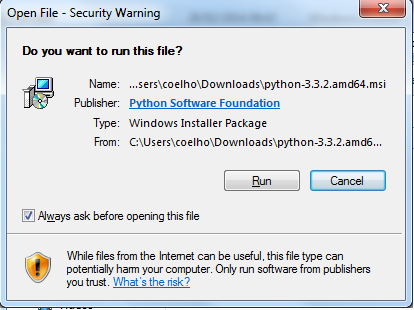 Open File - Security Warning
Do you want to run this file?
Name: ...sers\coelho\Downloads\python-3.3.2.amd64.msi
Publisher: Python Software Foundation
Type: Windows Installer Package
From: C:\Users\coelho\Downloads\python-3.3.2.amd6...
Run Cancel
Always ask before opening this file
While files from the Internet can be useful, this file type can
potentially harm your computer. Only run software from publishers
you trust. What's the risk?